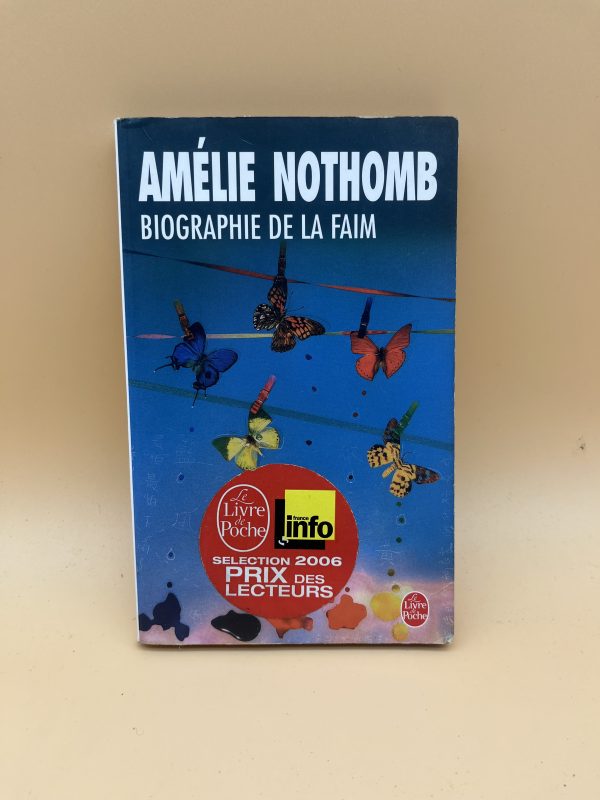 AMÉLIE NOTHOMB
BIOGRAPHIE DE LA FAIM
Le
Livre
de
Poche
france
info
SELECTION 2006
PRIX DES
LECTEURS
Le
Livre
de
Poche